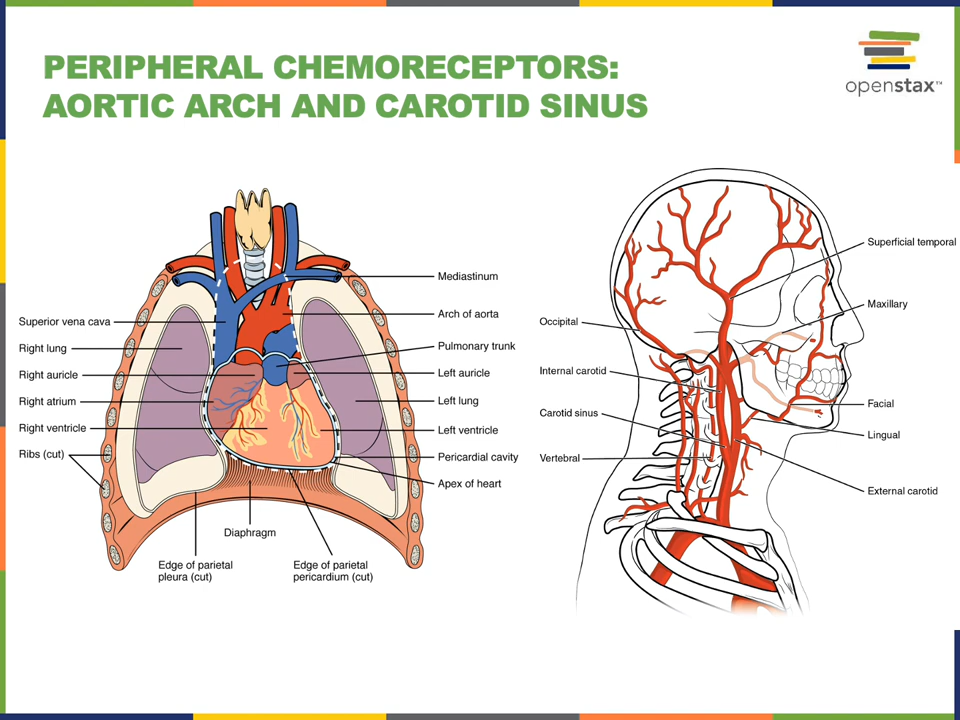 PERIPHERAL CHEMORECEPTORS:
AORTIC ARCH AND CAROTID SINUS
openstax™
Superior vena cava
Right lung
Right auricle
Right atrium
Right ventricle
Ribs (cut)
Mediastinum
Arch of aorta
Pulmonary trunk
Left auricle
Left lung
Left ventricle
Pericardial cavity
Apex of heart
Diaphragm
Edge of parietal
pleura (cut)
Edge of parietal
pericardium (cut)
Occipital
Internal carotid
Carotid sinus
Vertebral
Superficial temporal
Maxillary
Facial
Lingual
External carotid